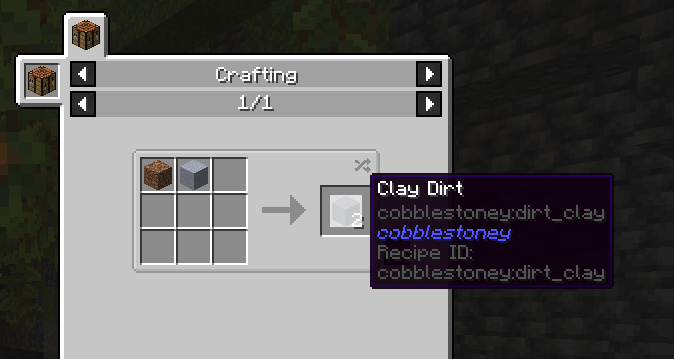 Crafting
1/1
2
Clay Dirt
cobblestoney:dirt_clay
cobblestoney
Recipe ID:
cobblestoney:dirt_clay